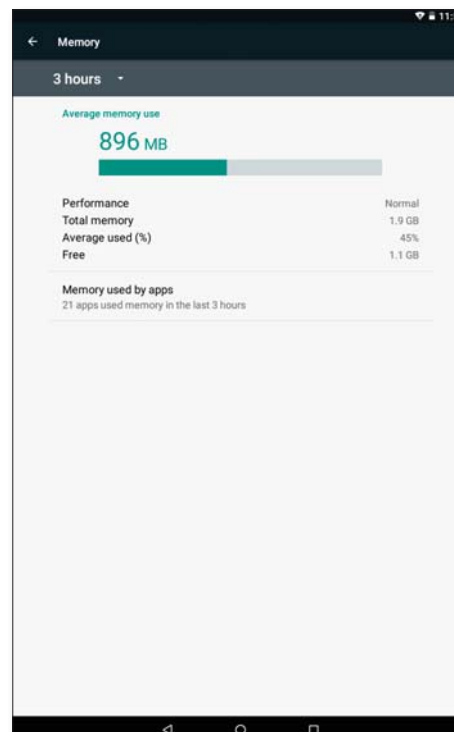 11:
Memory
3 hours
Average memory use
896 MB
Performance Normal
Total memory 1.9 GB
Average used (%) 45%
Free 1.1 GB
Memory used by apps
21 apps used memory in the last 3 hours